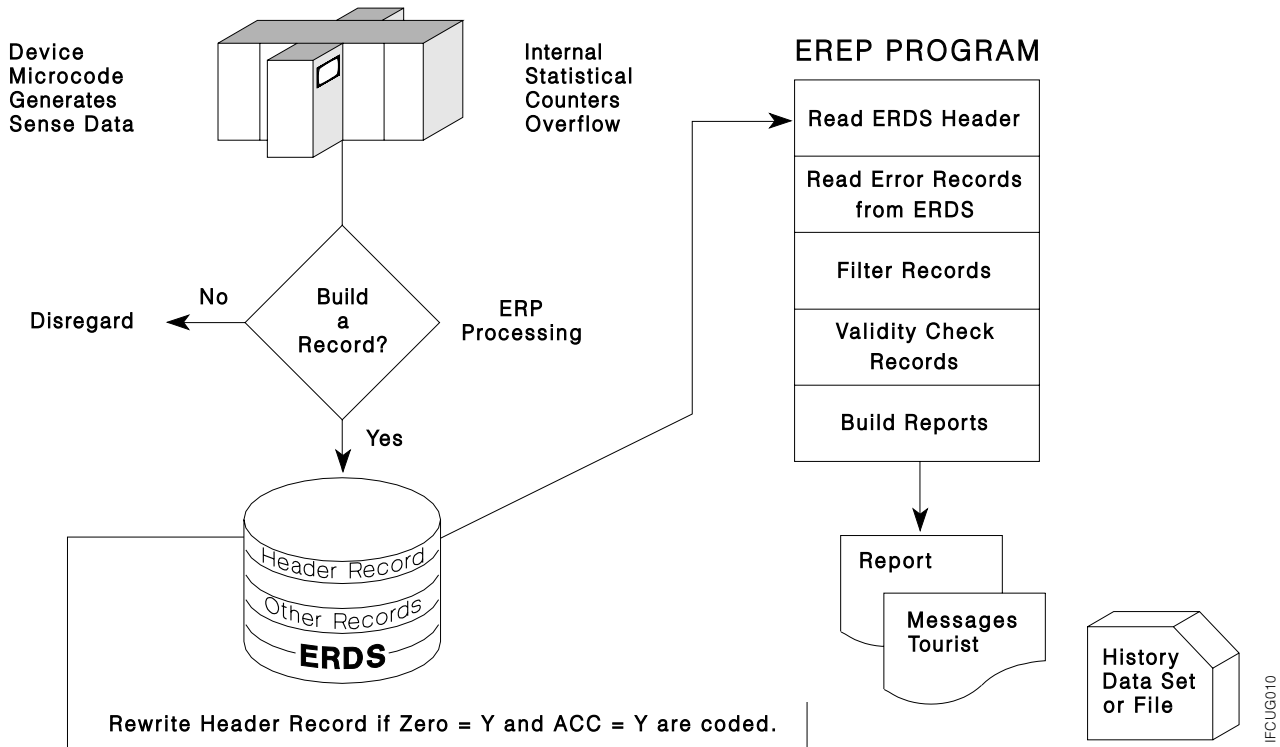 Device
Microcode
Generates
Sense Data
Internal
Statistical
Counters
Overflow
EREP PROGRAM
Read ERDS Header
Read Error Records
from ERDS
Filter Records
Validity Check
Records
Build Reports
No
Disregard
Build
a
Record?
ERP
Processing
Yes
Header Record
Other Records
ERDS
Report
Messages
Tourist
History
Data Set
or File
Rewrite Header Record if Zero = Y and ACC = Y are coded.
IFCUG010